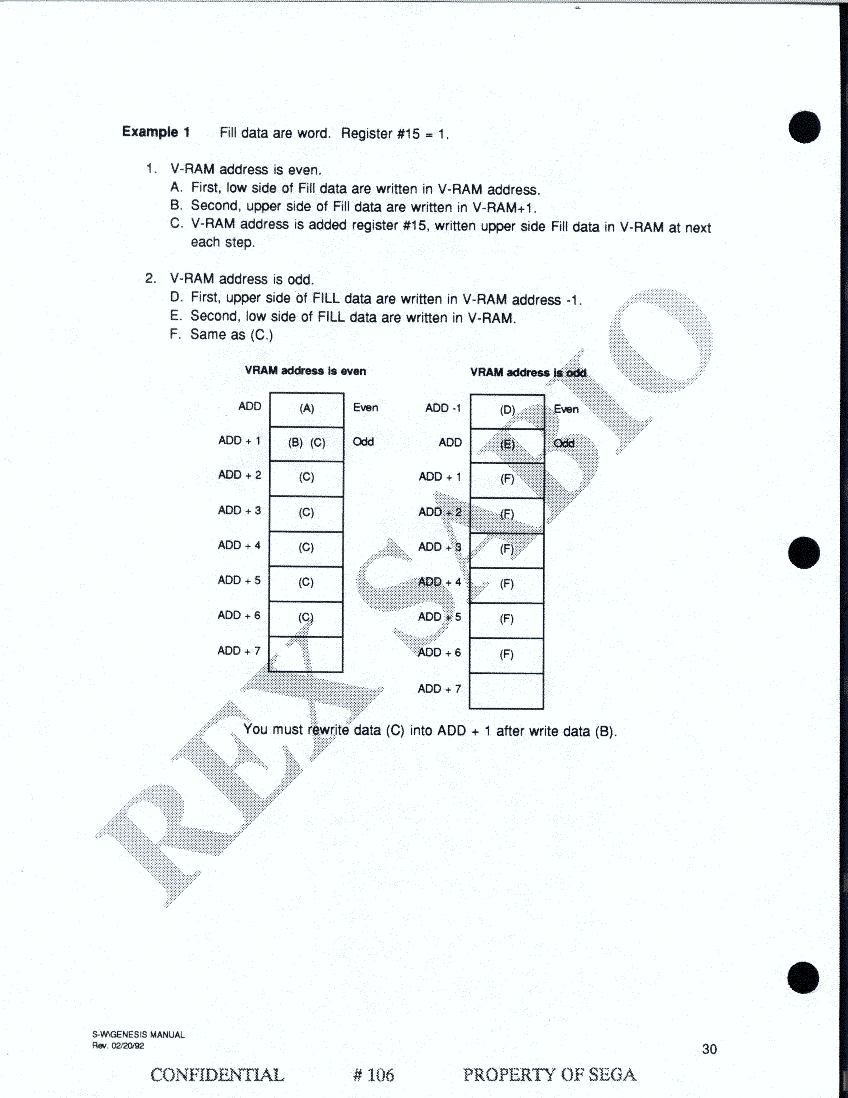 Example 1 Fill data are word. Register #15 = 1.
1. V-RAM address is even.
A. First, low side of Fill data are written in V-RAM address.
B. Second, upper side of Fill data are written in V-RAM+1.
C. V-RAM address is added register #15, written upper side Fill data in V-RAM at next
each step.
2. V-RAM address is odd.
D. First, upper side of FILL data are written in V-RAM address -1.
E. Second, low side of FILL data are written in V-RAM.
F. Same as (C.)
VRAM address is even
ADD (A) Even
ADD + 1 (B) (C) Odd
ADD + 2 (C)
ADD + 3 (C)
ADD + 4 (C)
ADD + 5 (C)
ADD + 6 (C)
ADD + 7
VRAM address is odd
ADD -1 (D) Even
ADD (E) Odd
ADD + 1 (F)
ADD + 2 (F)
ADD + 3 (F)
ADD + 4 (F)
ADD + 5 (F)
ADD + 6 (F)
ADD + 7
You must rewrite data (C) into ADD + 1 after write data (B).
REX SABIO
S-W\GENESIS MANUAL
Rev. 02/20/92
30
CONFIDENTIAL # 106 PROPERTY OF SEGA